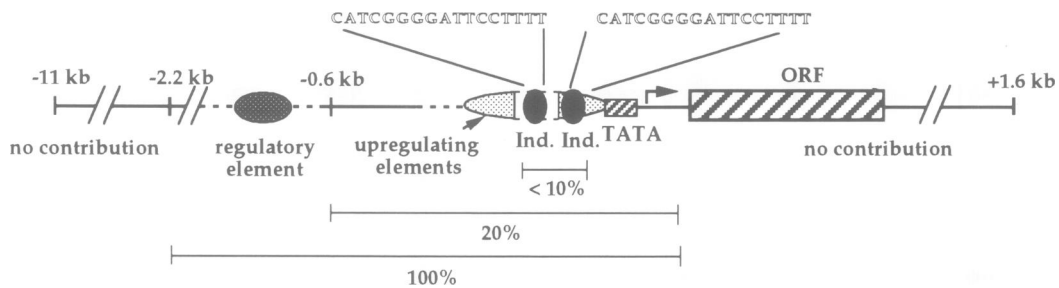 CATCGGGGATTCCTTTT CATCGGGGATTCCTTTT
-11 kb -2.2 kb -0.6 kb ORF +1.6 kb
Ind. Ind. TATA
no contribution regulatory element upregulating elements no contribution
< 10%
20%
100%